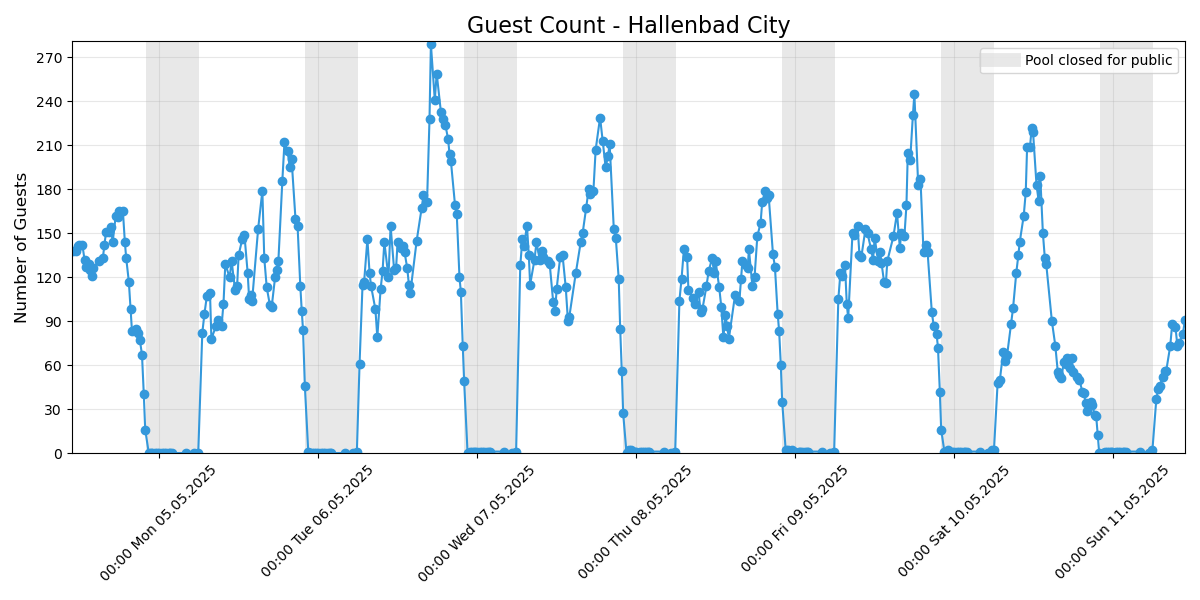 Guest Count - Hallenbad City
Pool closed for public
Number of Guests
270
240
210
180
150
120
90
60
30
0
00:00 Mon 05.05.2025
00:00 Tue 06.05.2025
00:00 Wed 07.05.2025
00:00 Thu 08.05.2025
00:00 Fri 09.05.2025
00:00 Sat 10.05.2025
00:00 Sun 11.05.2025